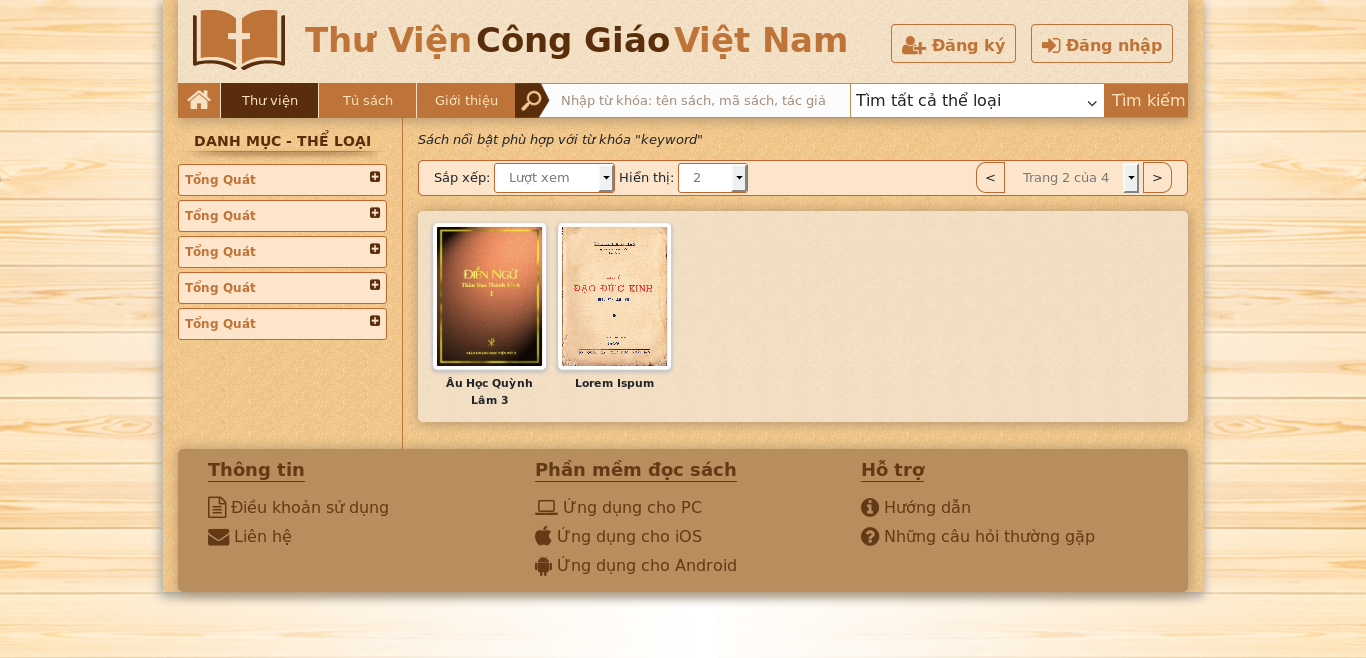 Thư Viện Công Giáo Việt Nam
Đăng ký
Đăng nhập
Thư viện
Tủ sách
Giới thiệu
Nhập từ khóa: tên sách, mã sách, tác giả
Tìm tất cả thể loại
Tìm kiếm
DANH MỤC - THỂ LOẠI
Tổng Quát
Tổng Quát
Tổng Quát
Tổng Quát
Tổng Quát
Sách nổi bật phù hợp với từ khóa "keyword"
Sắp xếp: Lượt xem Hiển thị: 2
< Trang 2 của 4 >
ĐIỂN NGỮ
Thần Học Thánh Kinh
I
ĐẠO ĐỨC KINH
Âu Học Quỳnh
Lâm 3
Lorem Ispum
Thông tin
Điều khoản sử dụng
Liên hệ
Phần mềm đọc sách
Ứng dụng cho PC
Ứng dụng cho iOS
Ứng dụng cho Android
Hỗ trợ
Hướng dẫn
Những câu hỏi thường gặp